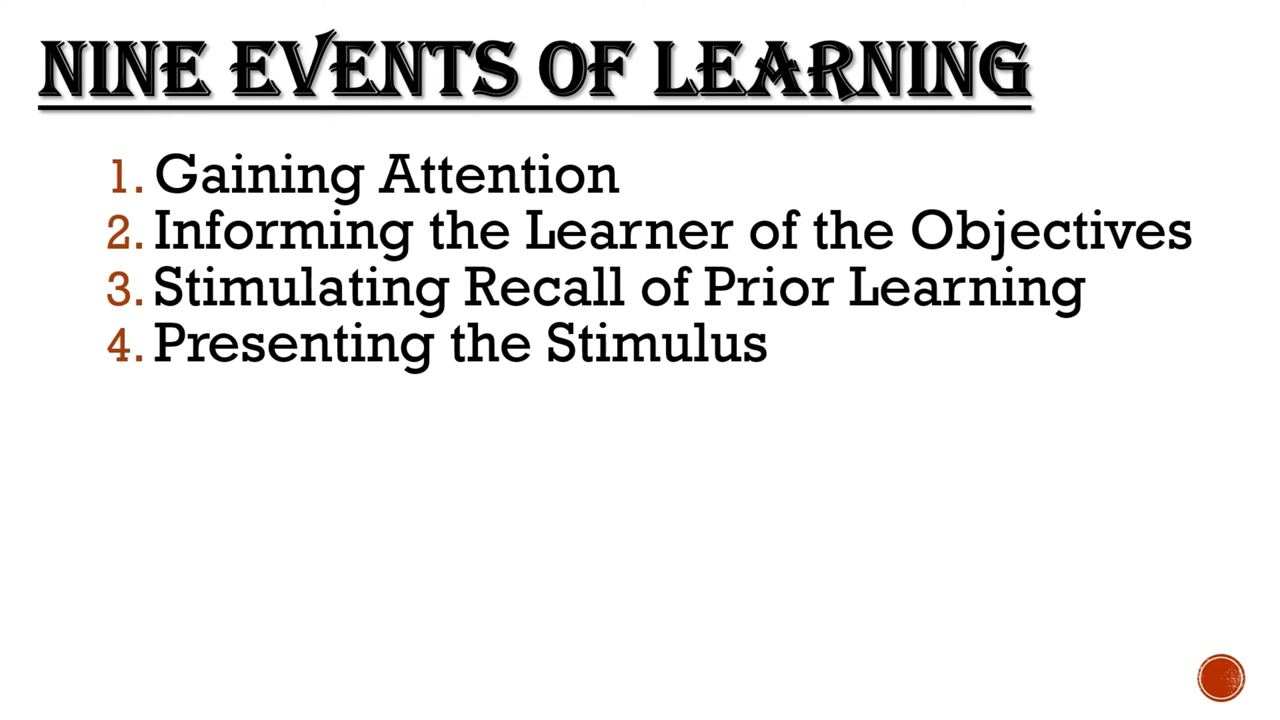 NINE EVENTS OF LEARNING
1. Gaining Attention
2. Informing the Learner of the Objectives
3. Stimulating Recall of Prior Learning
4. Presenting the Stimulus